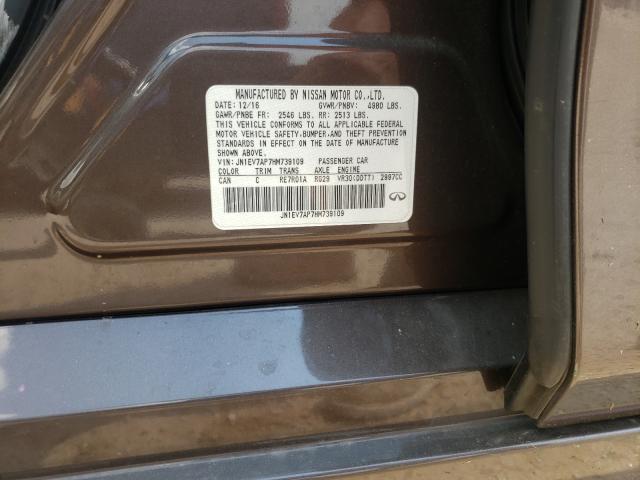 MANUFACTURED BY NISSAN MOTOR CO.,LTD.
DATE: 12/16 GVWR/PNBV: 4980 LBS.
GAWR/PNBE FR: 2546 LBS. RR: 2513 LBS.
THIS VEHICLE CONFORMS TO ALL APPLICABLE FEDERAL
MOTOR VEHICLE SAFETY,BUMPER,AND THEFT PREVENTION
STANDARDS IN EFFECT ON THE DATE OF MANUFACTURE
SHOWN ABOVE.
VIN: JN1EV7AP7HM739109 PASSENGER CAR
COLOR TRIM TRANS AXLE ENGINE
CAN C RE7R01A RG29 VR30(DDTT) 2997CC
JN1EV7AP7HM739109